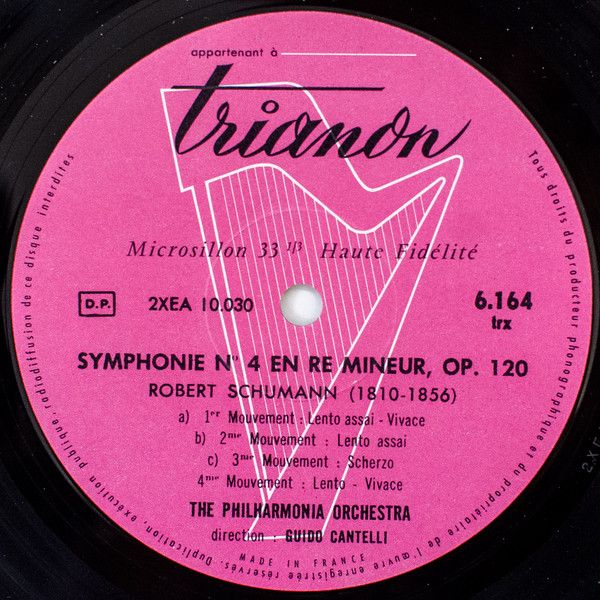 appartenant à
Trianon
Microsillon 33 1/3 Haute Fidélité
D.P.
2XEA 10.030
6.164
trx
SYMPHONIE N° 4 EN RE MINEUR, OP. 120
ROBERT SCHUMANN (1810-1856)
a) 1er Mouvement : Lento assai - Vivace
b) 2me Mouvement : Lento assai
c) 3me Mouvement : Scherzo
4me Mouvement : Lento - Vivace
THE PHILHARMONIA ORCHESTRA
direction : GUIDO CANTELLI
MADE IN FRANCE
Tous droits du producteur phonographique et du propriétaire de l'œuvre enregistrée réservés. Duplication, exécution publique, radiodiffusion de ce disque interdites